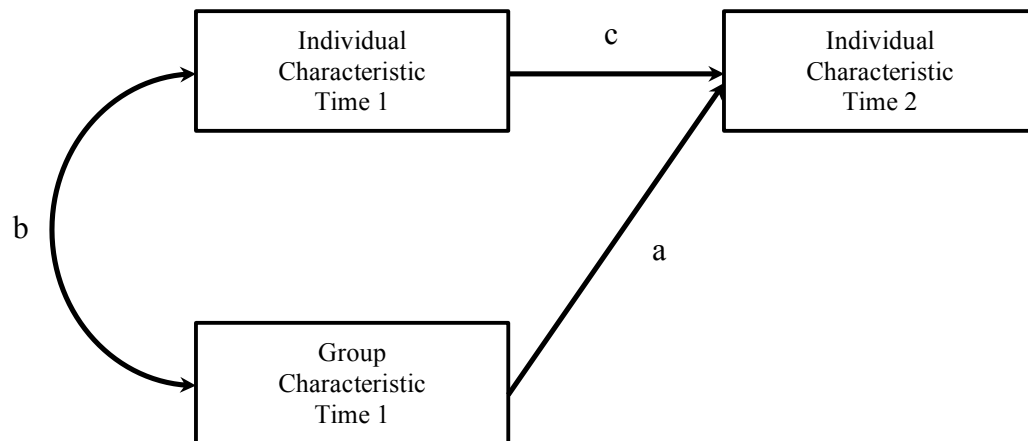 Individual
Characteristic
Time 1
c
Individual
Characteristic
Time 2
b
a
Group
Characteristic
Time 1